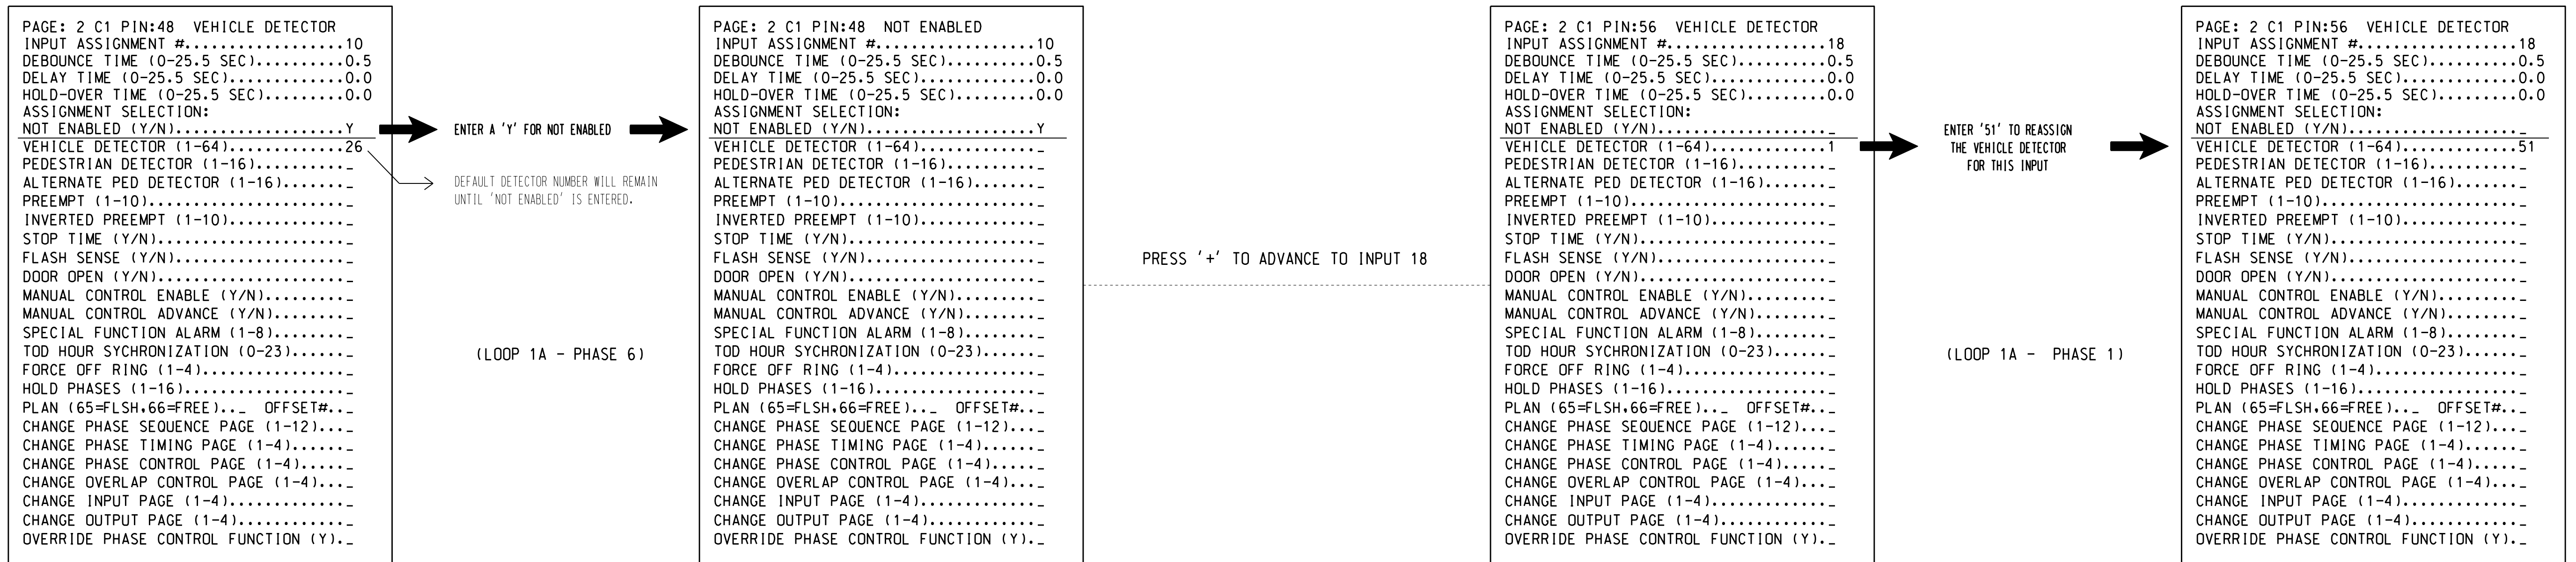 PAGE: 2 C1 PIN:48 VEHICLE DETECTOR
INPUT ASSIGNMENT #..................10
DEBOUNCE TIME (0-25.5 SEC)..........0.5
DELAY TIME (0-25.5 SEC).............0.0
HOLD-OVER TIME (0-25.5 SEC).........0.0
ASSIGNMENT SELECTION:
NOT ENABLED (Y/N)...................Y
VEHICLE DETECTOR (1-64).............26
PEDESTRIAN DETECTOR (1-16).........._
ALTERNATE PED DETECTOR (1-16)......._
PREEMPT (1-10)......................_
INVERTED PREEMPT (1-10)............._
STOP TIME (Y/N)....................._
FLASH SENSE (Y/N)..................._
DOOR OPEN (Y/N)....................._
MANUAL CONTROL ENABLE (Y/N)........._
MANUAL CONTROL ADVANCE (Y/N)........_
SPECIAL FUNCTION ALARM (1-8)........_
TOD HOUR SYCHRONIZATION (0-23)......_
FORCE OFF RING (1-4)................_
HOLD PHASES (1-16).................._
PLAN (65=FLSH,66=FREE).._ OFFSET#.._
CHANGE PHASE SEQUENCE PAGE (1-12)..._
CHANGE PHASE TIMING PAGE (1-4)......_
CHANGE PHASE CONTROL PAGE (1-4)....._
CHANGE OVERLAP CONTROL PAGE (1-4)..._
CHANGE INPUT PAGE (1-4)............._
CHANGE OUTPUT PAGE (1-4)............_
OVERRIDE PHASE CONTROL FUNCTION (Y)._
ENTER A 'Y' FOR NOT ENABLED
DEFAULT DETECTOR NUMBER WILL REMAIN
UNTIL 'NOT ENABLED' IS ENTERED.
(LOOP 1A - PHASE 6)
PAGE: 2 C1 PIN:48 NOT ENABLED
INPUT ASSIGNMENT #..................10
DEBOUNCE TIME (0-25.5 SEC)..........0.5
DELAY TIME (0-25.5 SEC).............0.0
HOLD-OVER TIME (0-25.5 SEC).........0.0
ASSIGNMENT SELECTION:
NOT ENABLED (Y/N)...................Y
VEHICLE DETECTOR (1-64)............._
PEDESTRIAN DETECTOR (1-16).........._
ALTERNATE PED DETECTOR (1-16)......._
PREEMPT (1-10)......................_
INVERTED PREEMPT (1-10)............._
STOP TIME (Y/N)....................._
FLASH SENSE (Y/N)..................._
DOOR OPEN (Y/N)....................._
MANUAL CONTROL ENABLE (Y/N)........._
MANUAL CONTROL ADVANCE (Y/N)........_
SPECIAL FUNCTION ALARM (1-8)........_
TOD HOUR SYCHRONIZATION (0-23)......_
FORCE OFF RING (1-4)................_
HOLD PHASES (1-16).................._
PLAN (65=FLSH,66=FREE).._ OFFSET#.._
CHANGE PHASE SEQUENCE PAGE (1-12)..._
CHANGE PHASE TIMING PAGE (1-4)......_
CHANGE PHASE CONTROL PAGE (1-4)....._
CHANGE OVERLAP CONTROL PAGE (1-4)..._
CHANGE INPUT PAGE (1-4)............._
CHANGE OUTPUT PAGE (1-4)............_
OVERRIDE PHASE CONTROL FUNCTION (Y)._
PRESS '+' TO ADVANCE TO INPUT 18
PAGE: 2 C1 PIN:56 VEHICLE DETECTOR
INPUT ASSIGNMENT #..................18
DEBOUNCE TIME (0-25.5 SEC)..........0.5
DELAY TIME (0-25.5 SEC).............0.0
HOLD-OVER TIME (0-25.5 SEC).........0.0
ASSIGNMENT SELECTION:
NOT ENABLED (Y/N)..................._
VEHICLE DETECTOR (1-64).............1
PEDESTRIAN DETECTOR (1-16).........._
ALTERNATE PED DETECTOR (1-16)......._
PREEMPT (1-10)......................_
INVERTED PREEMPT (1-10)............._
STOP TIME (Y/N)....................._
FLASH SENSE (Y/N)..................._
DOOR OPEN (Y/N)....................._
MANUAL CONTROL ENABLE (Y/N)........._
MANUAL CONTROL ADVANCE (Y/N)........_
SPECIAL FUNCTION ALARM (1-8)........_
TOD HOUR SYCHRONIZATION (0-23)......_
FORCE OFF RING (1-4)................_
HOLD PHASES (1-16).................._
PLAN (65=FLSH,66=FREE).._ OFFSET#.._
CHANGE PHASE SEQUENCE PAGE (1-12)..._
CHANGE PHASE TIMING PAGE (1-4)......_
CHANGE PHASE CONTROL PAGE (1-4)....._
CHANGE OVERLAP CONTROL PAGE (1-4)..._
CHANGE INPUT PAGE (1-4)............._
CHANGE OUTPUT PAGE (1-4)............_
OVERRIDE PHASE CONTROL FUNCTION (Y)._
ENTER '51' TO REASSIGN
THE VEHICLE DETECTOR
FOR THIS INPUT
(LOOP 1A - PHASE 1)
PAGE: 2 C1 PIN:56 VEHICLE DETECTOR
INPUT ASSIGNMENT #..................18
DEBOUNCE TIME (0-25.5 SEC)..........0.5
DELAY TIME (0-25.5 SEC).............0.0
HOLD-OVER TIME (0-25.5 SEC).........0.0
ASSIGNMENT SELECTION:
NOT ENABLED (Y/N)..................._
VEHICLE DETECTOR (1-64).............51
PEDESTRIAN DETECTOR (1-16).........._
ALTERNATE PED DETECTOR (1-16)......._
PREEMPT (1-10)......................_
INVERTED PREEMPT (1-10)............._
STOP TIME (Y/N)....................._
FLASH SENSE (Y/N)..................._
DOOR OPEN (Y/N)....................._
MANUAL CONTROL ENABLE (Y/N)........._
MANUAL CONTROL ADVANCE (Y/N)........_
SPECIAL FUNCTION ALARM (1-8)........_
TOD HOUR SYCHRONIZATION (0-23)......_
FORCE OFF RING (1-4)................_
HOLD PHASES (1-16).................._
PLAN (65=FLSH,66=FREE).._ OFFSET#.._
CHANGE PHASE SEQUENCE PAGE (1-12)..._
CHANGE PHASE TIMING PAGE (1-4)......_
CHANGE PHASE CONTROL PAGE (1-4)....._
CHANGE OVERLAP CONTROL PAGE (1-4)..._
CHANGE INPUT PAGE (1-4)............._
CHANGE OUTPUT PAGE (1-4)............_
OVERRIDE PHASE CONTROL FUNCTION (Y)._